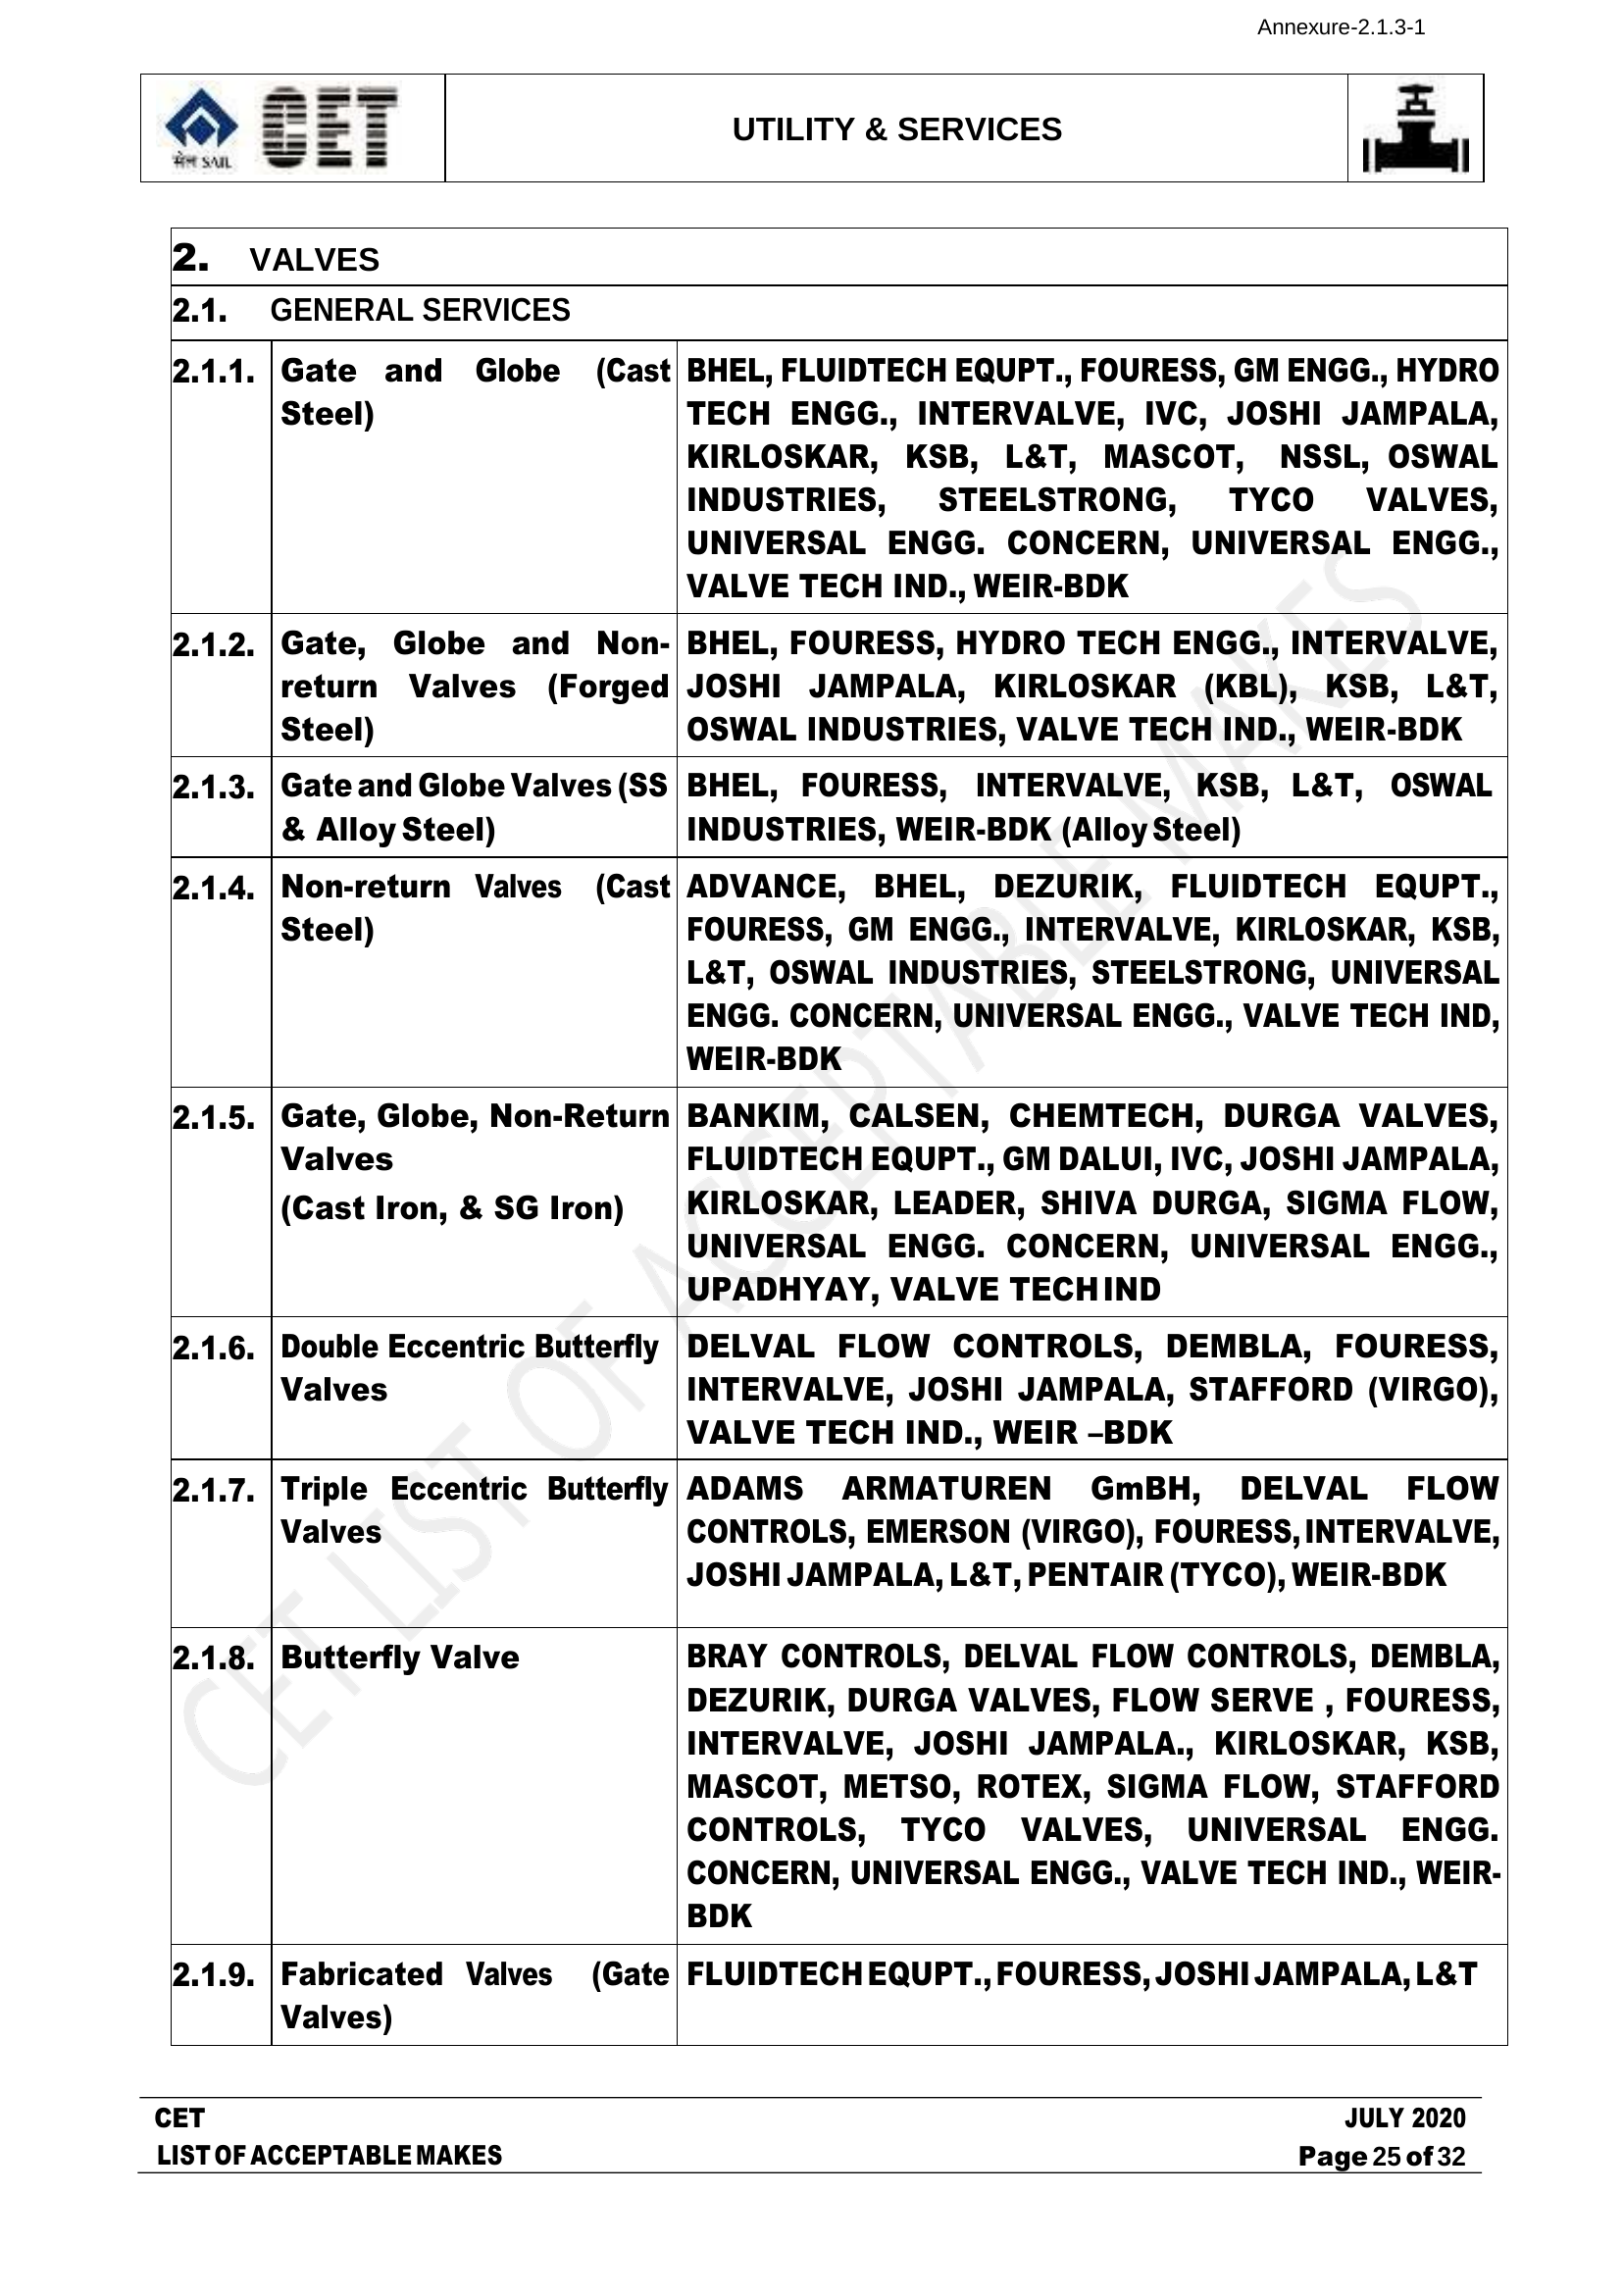 Annexure-2.1.3-1
सेल SAIL
CET
UTILITY & SERVICES
2. VALVES
2.1. GENERAL SERVICES
2.1.1. Gate and Globe (Cast
Steel)
BHEL, FLUIDTECH EQUPT., FOURESS, GM ENGG., HYDRO
TECH ENGG., INTERVALVE, IVC, JOSHI JAMPALA,
KIRLOSKAR, KSB, L&T, MASCOT, NSSL, OSWAL
INDUSTRIES, STEELSTRONG, TYCO VALVES,
UNIVERSAL ENGG. CONCERN, UNIVERSAL ENGG.,
VALVE TECH IND., WEIR-BDK
2.1.2. Gate, Globe and Non-
return Valves (Forged
Steel)
BHEL, FOURESS, HYDRO TECH ENGG., INTERVALVE,
JOSHI JAMPALA, KIRLOSKAR (KBL), KSB, L&T,
OSWAL INDUSTRIES, VALVE TECH IND., WEIR-BDK
2.1.3. Gate and Globe Valves (SS
& Alloy Steel)
BHEL, FOURESS, INTERVALVE, KSB, L&T, OSWAL
INDUSTRIES, WEIR-BDK (Alloy Steel)
2.1.4. Non-return Valves (Cast
Steel)
ADVANCE, BHEL, DEZURIK, FLUIDTECH EQUPT.,
FOURESS, GM ENGG., INTERVALVE, KIRLOSKAR, KSB,
L&T, OSWAL INDUSTRIES, STEELSTRONG, UNIVERSAL
ENGG. CONCERN, UNIVERSAL ENGG., VALVE TECH IND,
WEIR-BDK
2.1.5. Gate, Globe, Non-Return
Valves
(Cast Iron, & SG Iron)
BANKIM, CALSEN, CHEMTECH, DURGA VALVES,
FLUIDTECH EQUPT., GM DALUI, IVC, JOSHI JAMPALA,
KIRLOSKAR, LEADER, SHIVA DURGA, SIGMA FLOW,
UNIVERSAL ENGG. CONCERN, UNIVERSAL ENGG.,
UPADHYAY, VALVE TECH IND
2.1.6. Double Eccentric Butterfly
Valves
DELVAL FLOW CONTROLS, DEMBLA, FOURESS,
INTERVALVE, JOSHI JAMPALA, STAFFORD (VIRGO),
VALVE TECH IND., WEIR –BDK
2.1.7. Triple Eccentric Butterfly
Valves
ADAMS ARMATUREN GmBH, DELVAL FLOW
CONTROLS, EMERSON (VIRGO), FOURESS, INTERVALVE,
JOSHI JAMPALA, L&T, PENTAIR (TYCO), WEIR-BDK
2.1.8. Butterfly Valve
BRAY CONTROLS, DELVAL FLOW CONTROLS, DEMBLA,
DEZURIK, DURGA VALVES, FLOW SERVE , FOURESS,
INTERVALVE, JOSHI JAMPALA., KIRLOSKAR, KSB,
MASCOT, METSO, ROTEX, SIGMA FLOW, STAFFORD
CONTROLS, TYCO VALVES, UNIVERSAL ENGG.
CONCERN, UNIVERSAL ENGG., VALVE TECH IND., WEIR-
BDK
2.1.9. Fabricated Valves (Gate
Valves)
FLUIDTECH EQUPT., FOURESS, JOSHI JAMPALA, L&T
CET LIST OF ACCEPTABLE MAKES
CET JULY 2020
LIST OF ACCEPTABLE MAKES Page 25 of 32